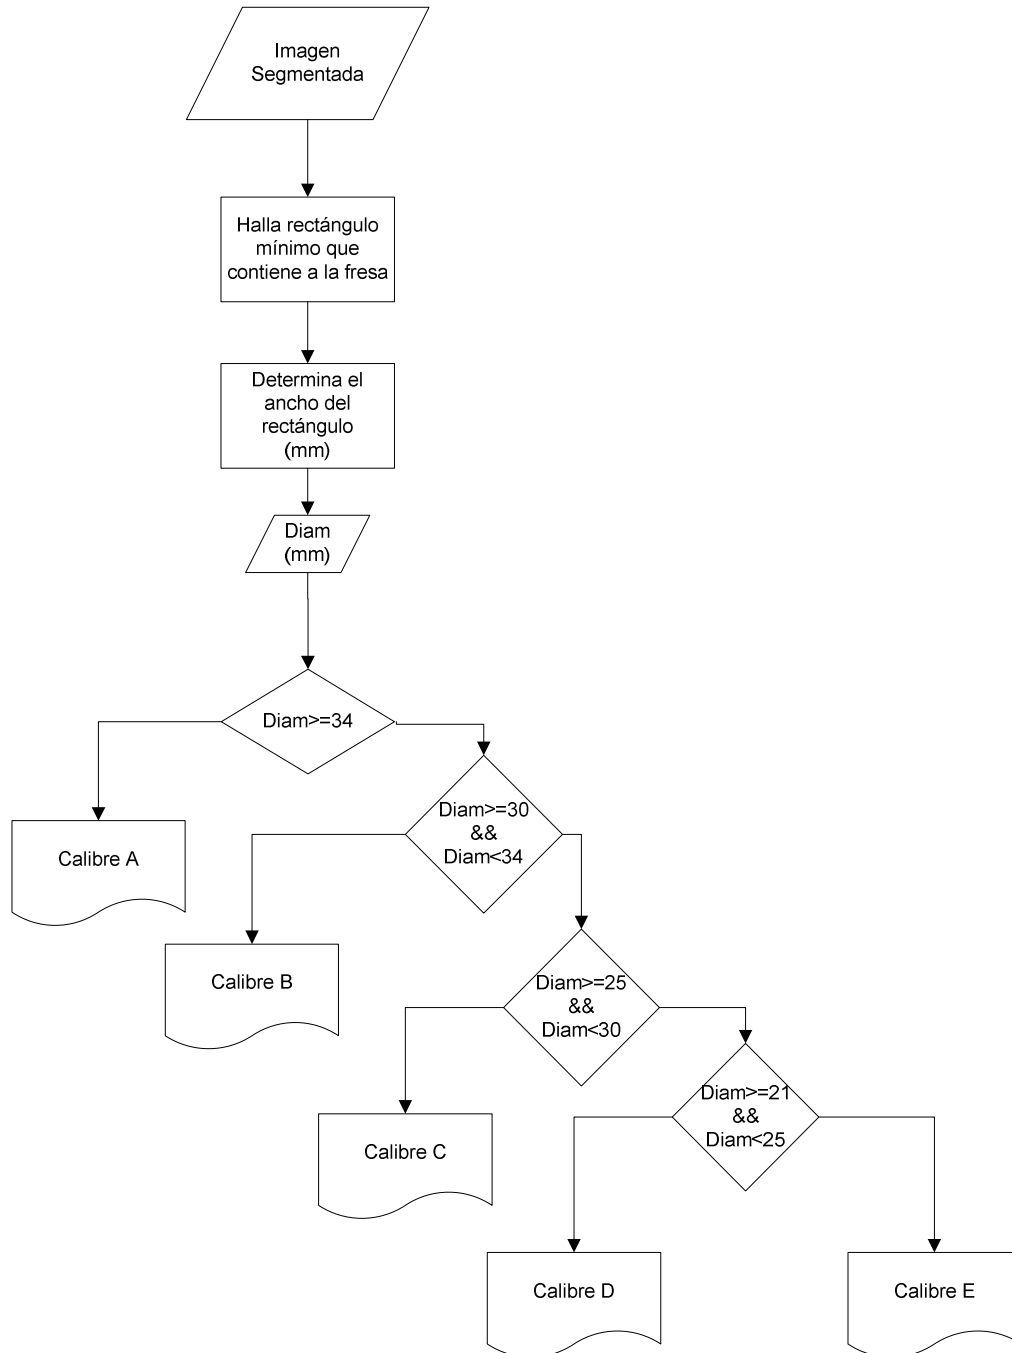 Imagen
Segmentada
Halla rectángulo
mínimo que
contiene a la fresa
Determina el
ancho del
rectángulo
(mm)
Diam
(mm)
Diam>=34
Diam>=30
&&
Diam<34
Calibre A
Calibre B
Diam>=25
&&
Diam<30
Diam>=21
&&
Diam<25
Calibre C
Calibre D
Calibre E